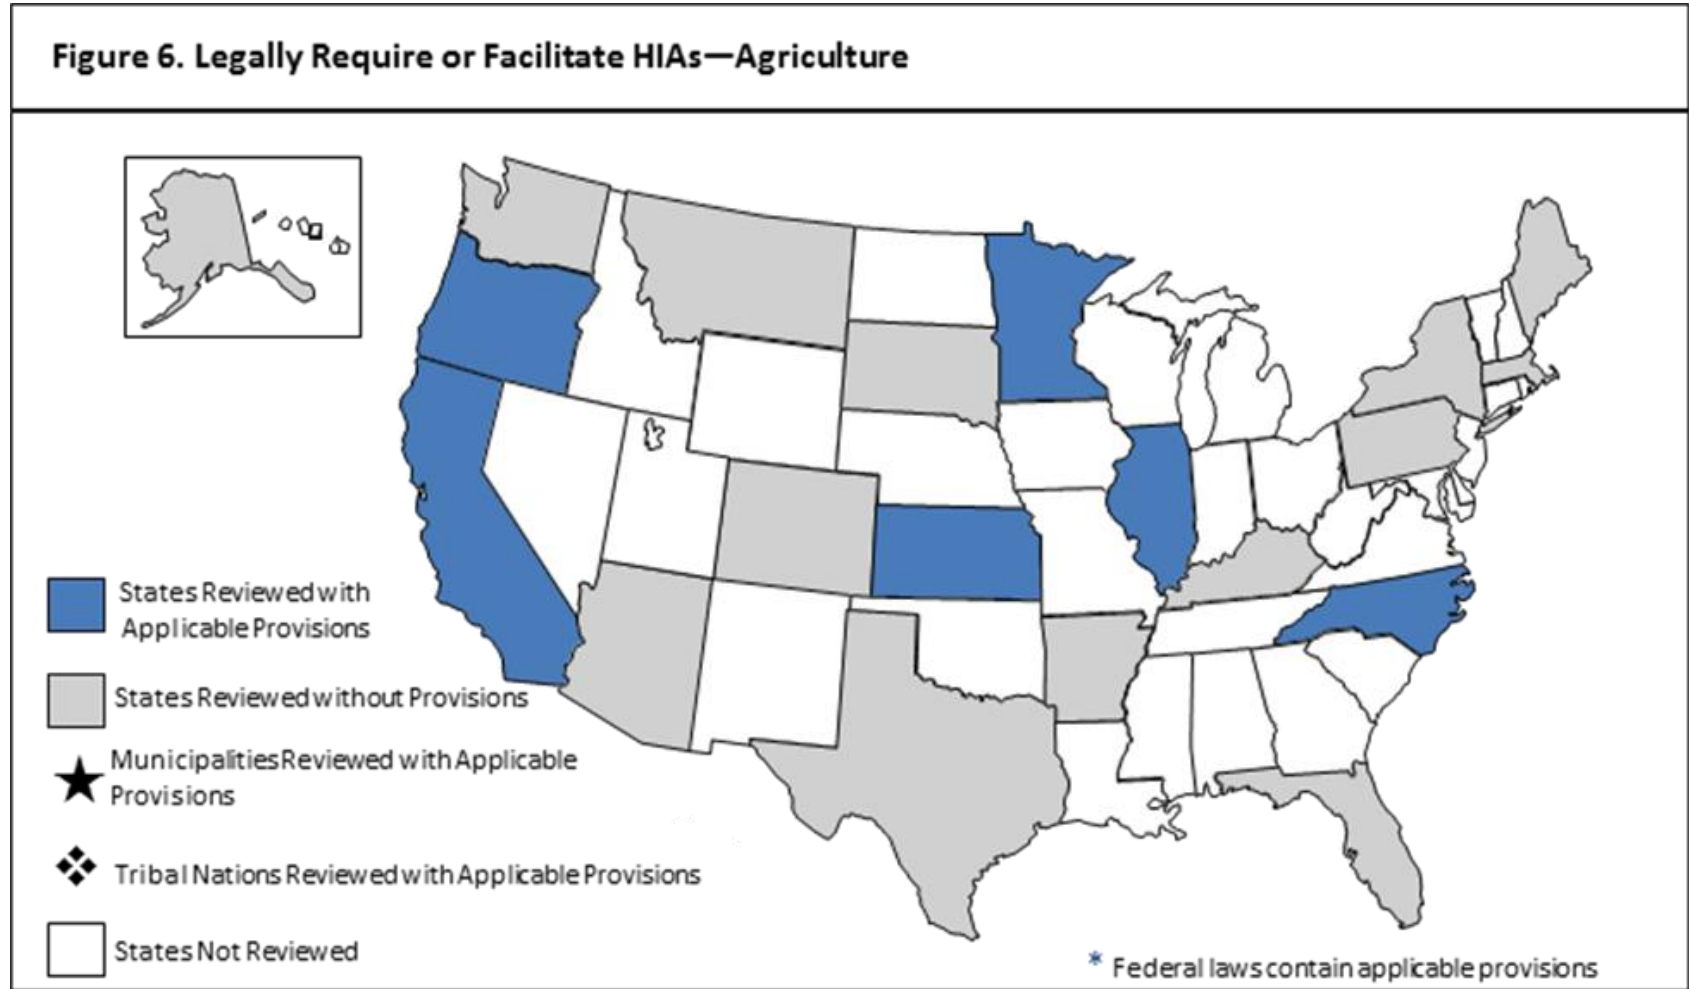 Figure 6. Legally Require or Facilitate HIAs—Agriculture
States Reviewed with
Applicable Provisions
States Reviewed without Provisions
Municipalities Reviewed with Applicable
Provisions
Tribal Nations Reviewed with Applicable Provisions
States Not Reviewed
* Federal laws contain applicable provisions